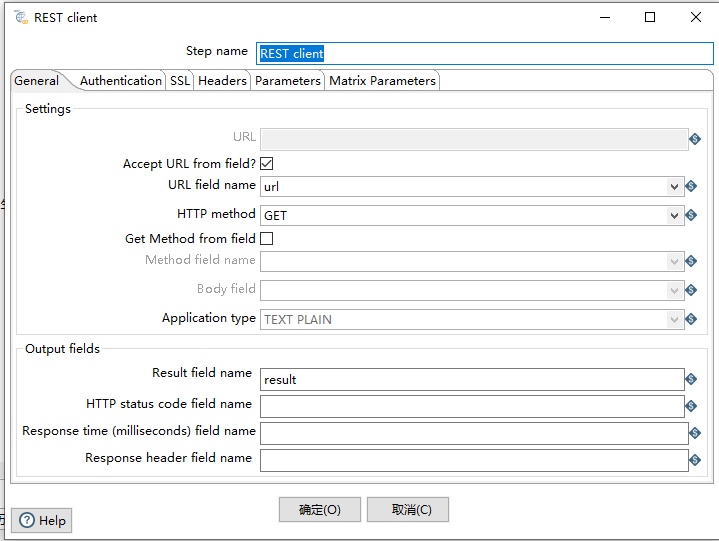 REST client
Step name REST client
General Authentication SSL Headers Parameters Matrix Parameters
Settings
URL
Accept URL from field?
URL field name url
HTTP method GET
Get Method from field
Method field name
Body field
Application type TEXT PLAIN
Output fields
Result field name result
HTTP status code field name
Response time (milliseconds) field name
Response header field name
确定(O) 取消(C)
Help